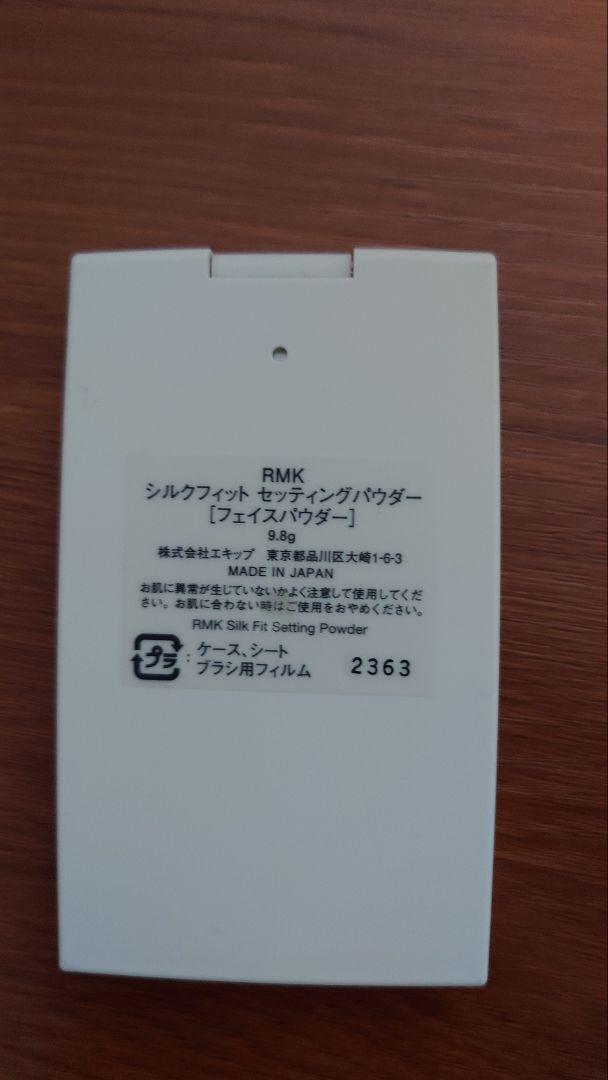 RMK
シルクフィット セッティングパウダー
[フェイスパウダー]
9.8g
株式会社エキップ 東京都品川区大崎1-6-3
MADE IN JAPAN
お肌に異常が生じていないかよく注意して使用してくだ
さい。お肌に合わない時はご使用をおやめください。
RMK Silk Fit Setting Powder
プラ : ケース、シート
ブラシ用フィルム 2363